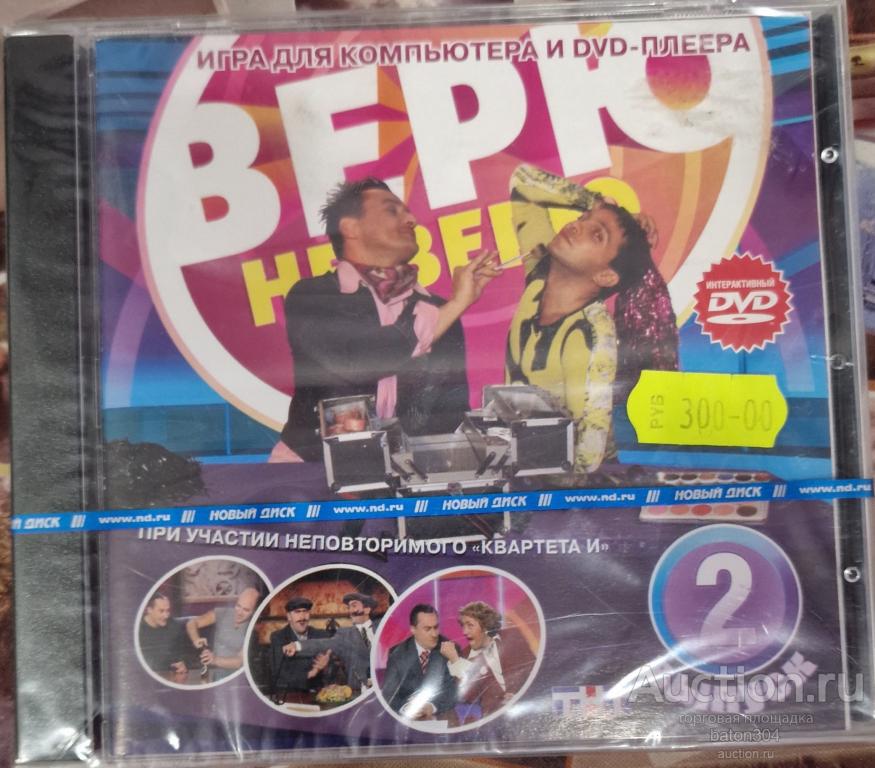 ИГРА ДЛЯ КОМПЬЮТЕРА И DVD-ПЛЕЕРА
ВЕРЮ
НЕ ВЕРЮ
ИНТЕРАКТИВНЫЙ
DVD
РУБ 300-00
Й ДИСК /// www.nd.ru /// НОВЫЙ ДИСК /// www.nd.ru /// НОВЫЙ ДИСК /// www.nd.ru /// НОВЫЙ ДИСК /// www.nd.ru
ПРИ УЧАСТИИ НЕПОВТОРИМОГО «КВАРТЕТА И»
2
ТНТ
Auction.ru
торговая площадка
baton304
auction.ru